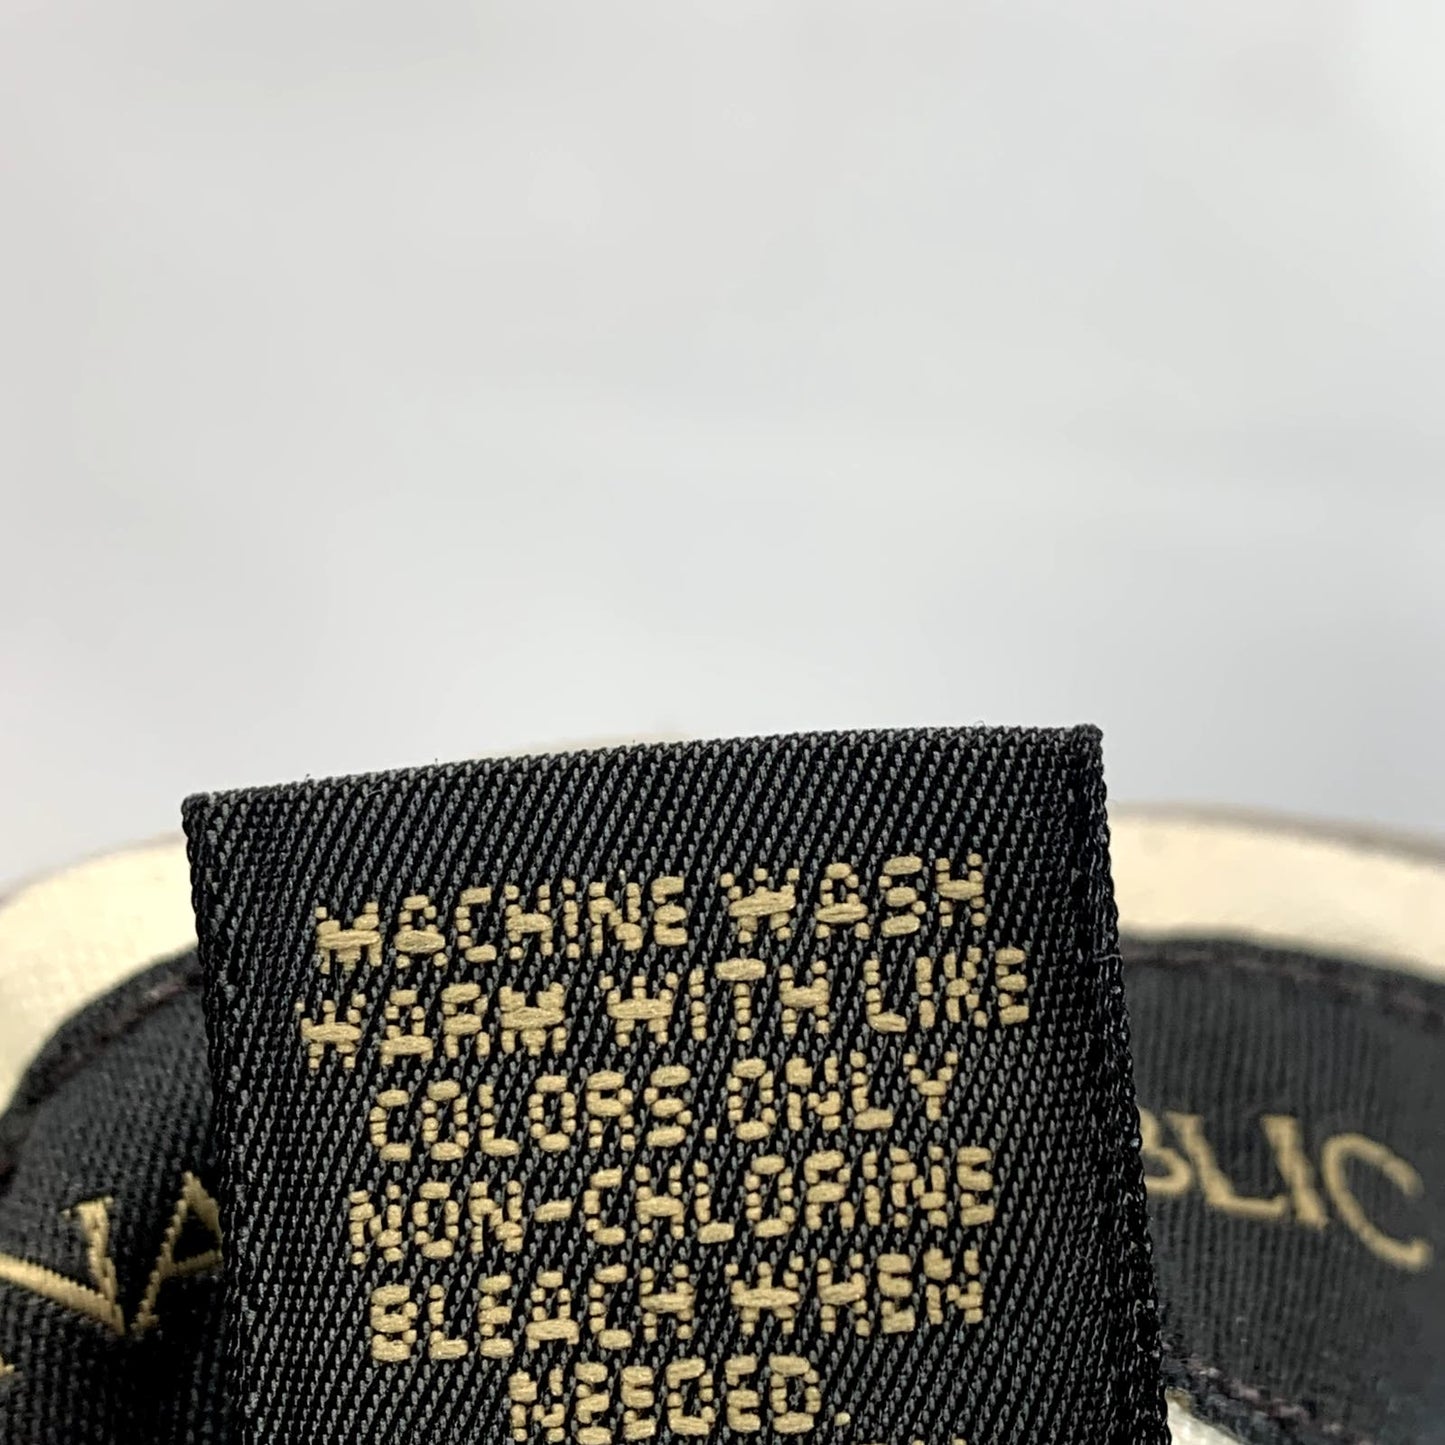 MACHINE WASH
WARM WITH LIKE
COLORS.ONLY
NON-CHLORINE
BLEACH WHEN
NEEDED.
BLIC